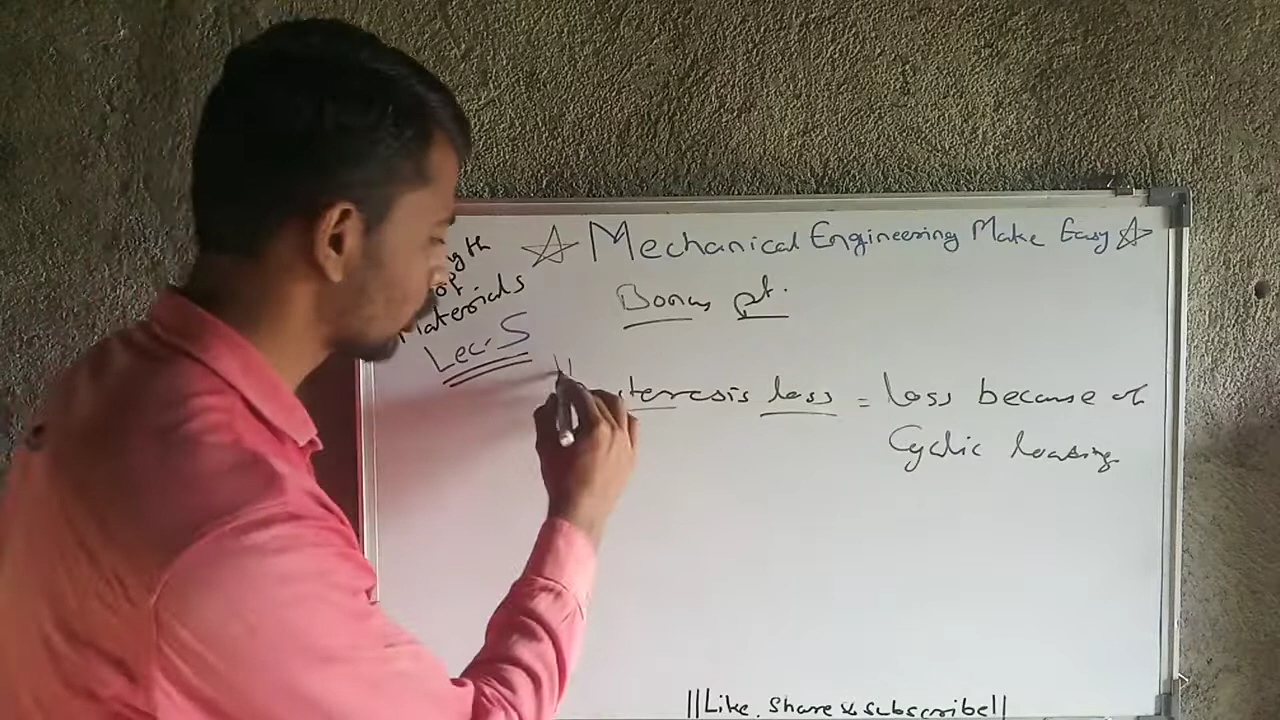 ☆ Mechanical Engineering Make Easy ☆
gth
of
Materials
Lec-5
Bonus pt.
teresis loss = loss because of
Cyclic loading
||Like, Share & subscribe||